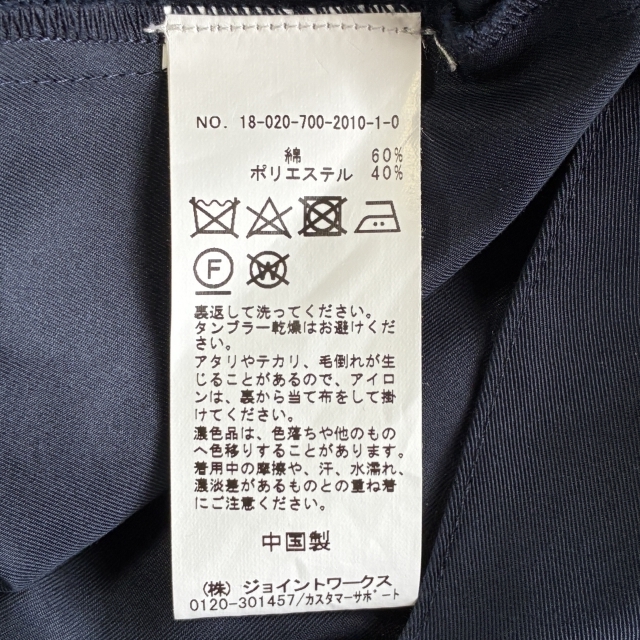 NO. 18-020-700-2010-1-0
綿 60%
ポリエステル 40%
F W
裏返して洗ってください。
タンブラー乾燥はお避けくだ
さい。
アタリやテカリ、毛倒れが生
じることがあるので、アイロ
ンは、裏から当て布をして掛
けてください。
濃色品は、色落ちや他のもの
へ色移りすることがあります。
着用中の摩擦や、汗、水濡れ、
濃淡差があるものとの重ね着
にご注意ください
中国製
(株)ジョイントワークス
0120-301457/カスタマーサポート